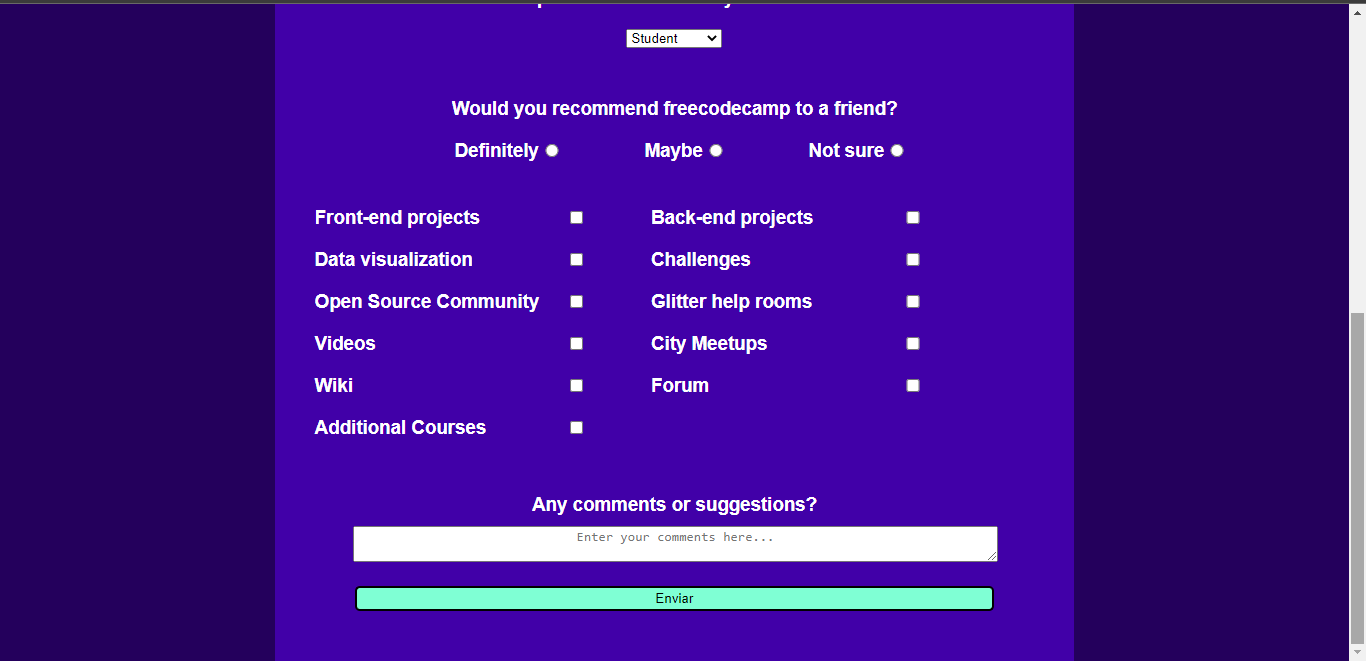 Student
Would you recommend freecodecamp to a friend?
Definitely Maybe Not sure
Front-end projects Back-end projects
Data visualization Challenges
Open Source Community Glitter help rooms
Videos City Meetups
Wiki Forum
Additional Courses
Any comments or suggestions?
Enter your comments here...
Enviar